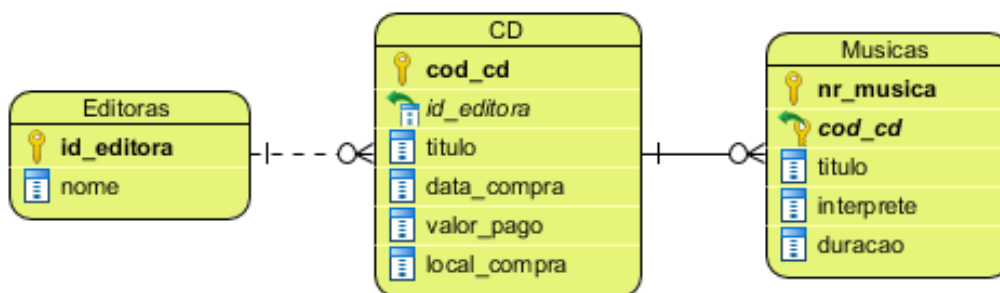 Editoras
id_editora
nome
CD
cod_cd
id_editora
titulo
data_compra
valor_pago
local_compra
Musicas
nr_musica
cod_cd
titulo
interprete
duracao